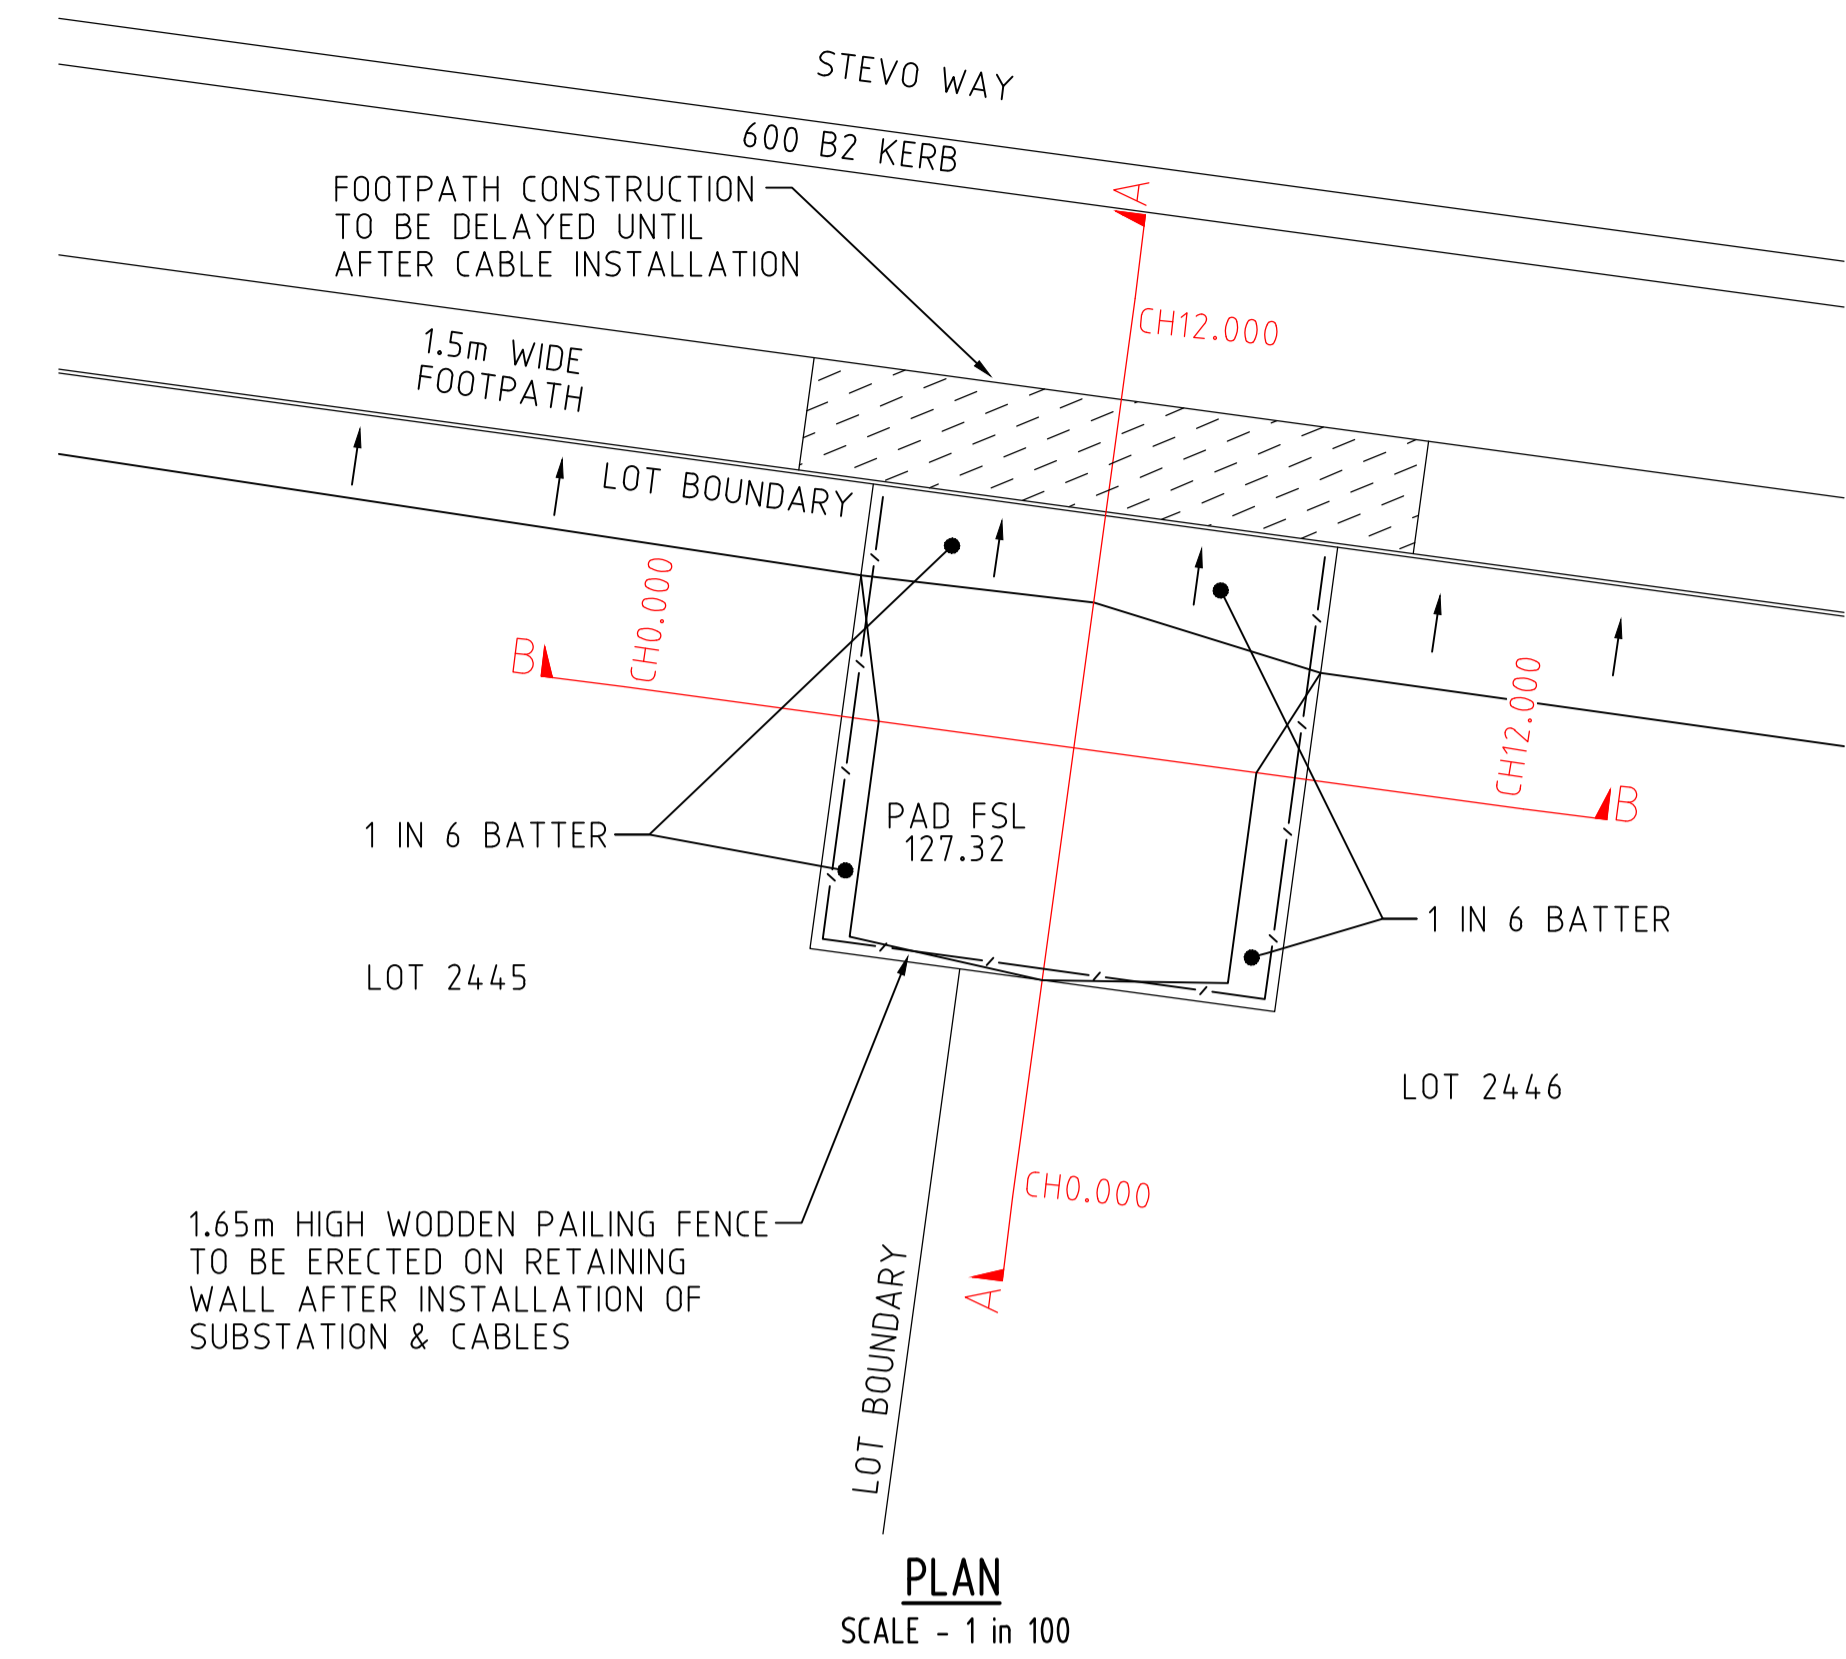 STEVO WAY
600 B2 KERB
FOOTPATH CONSTRUCTION
TO BE DELAYED UNTIL
AFTER CABLE INSTALLATION
A
CH12.000
1.5m WIDE
FOOTPATH
LOT BOUNDARY
B
CH0.000
CH12.000
B
PAD FSL
127.32
1 IN 6 BATTER
1 IN 6 BATTER
LOT 2445
LOT 2446
CH0.000
A
1.65m HIGH WODDEN PAILING FENCE
TO BE ERECTED ON RETAINING
WALL AFTER INSTALLATION OF
SUBSTATION & CABLES
LOT BOUNDARY
PLAN
SCALE - 1 in 100